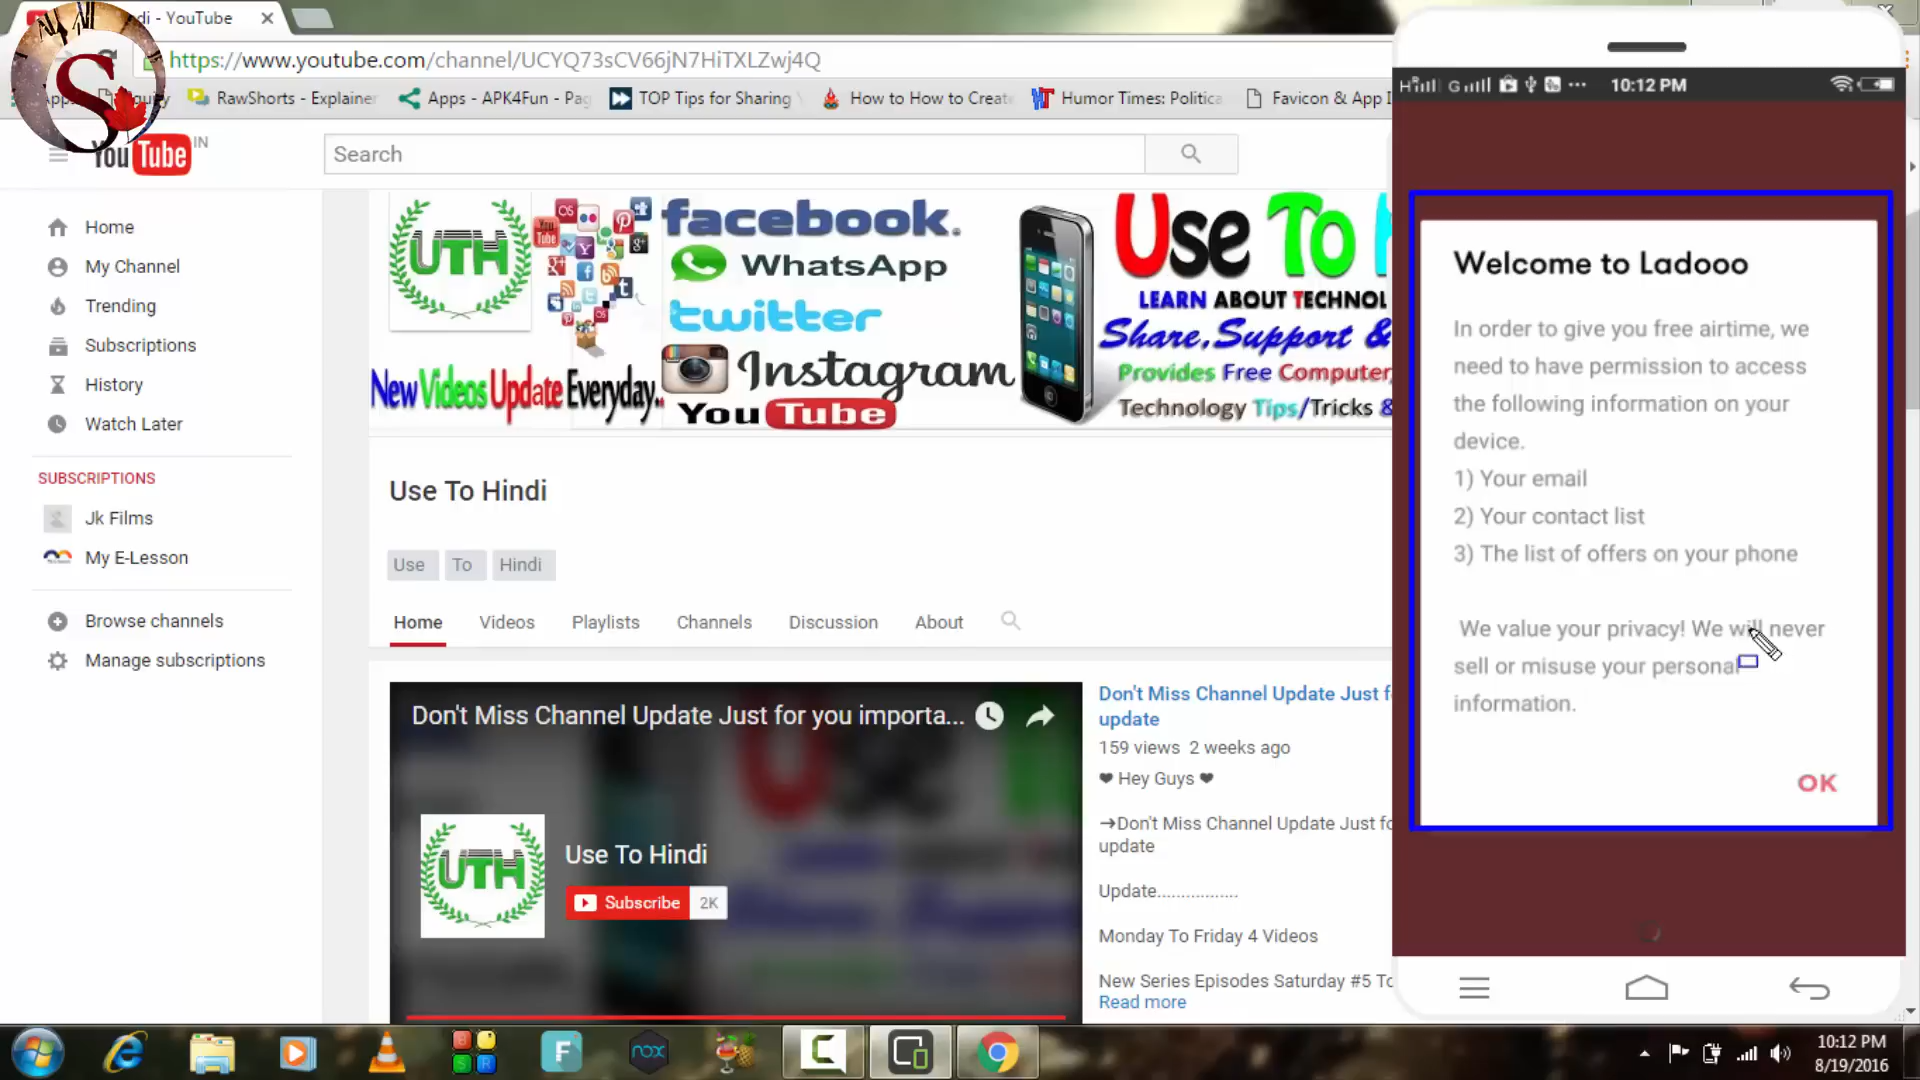 di - YouTube
https://www.youtube.com/channel/UCYQ73sCV66jN7HiTXLZwj4Q
RawShorts - Explainer
Apps - APK4Fun - Pag
TOP Tips for Sharing
How to How to Create
Humor Times: Politica
Favicon & App I
S
YouTube IN
Search
Home
My Channel
Trending
Subscriptions
History
Watch Later
SUBSCRIPTIONS
Jk Films
My E-Lesson
Browse channels
Manage subscriptions
UTH
New Videos Update Everyday..
facebook.
WhatsApp
twitter
Instagram
YouTube
Use To
LEARN ABOUT TECHNOL
Share,Support &
Provides Free Computer,
Technology Tips/Tricks &
Use To Hindi
Use To Hindi
Home Videos Playlists Channels Discussion About
Don't Miss Channel Update Just for you importa...
UTH
Use To Hindi
Subscribe 2K
Don't Miss Channel Update Just f
update
159 views 2 weeks ago
❤ Hey Guys ❤
→Don't Miss Channel Update Just fo
update
Update.................
Monday To Friday 4 Videos
New Series Episodes Saturday #5 To
Read more
10:12 PM
Welcome to Ladooo
In order to give you free airtime, we
need to have permission to access
the following information on your
device.
1) Your email
2) Your contact list
3) The list of offers on your phone
We value your privacy! We will never
sell or misuse your personal
information.
OK
F
nox
10:12 PM
8/19/2016